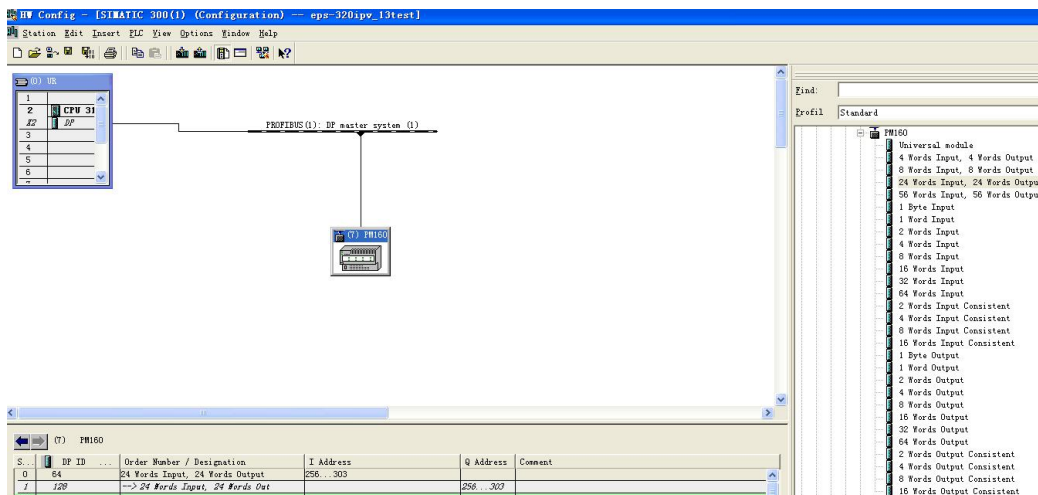 HW Config - [SIMATIC 300(1) (Configuration) -- eps-320ipv_13test]
Station Edit Insert PLC View Options Window Help
(0) UR
1
2 CPU 31
X2 DP
3
4
5
6
PROFIBUS(1): DP master system (1)
(7) PM160
Find:
Profil Standard
PM160
Universal module
4 Words Input, 4 Words Output
8 Words Input, 8 Words Output
24 Words Input, 24 Words Outpu
56 Words Input, 56 Words Outpu
1 Byte Input
1 Word Input
2 Words Input
4 Words Input
8 Words Input
16 Words Input
32 Words Input
64 Words Input
2 Words Input Consistent
4 Words Input Consistent
8 Words Input Consistent
16 Words Input Consistent
1 Byte Output
1 Word Output
2 Words Output
4 Words Output
8 Words Output
16 Words Output
32 Words Output
64 Words Output
2 Words Output Consistent
4 Words Output Consistent
8 Words Output Consistent
16 Words Output Consistent
(7) PM160
S... DP ID ... Order Number / Designation I Address Q Address Comment
0 64 24 Words Input, 24 Words Output 256...303
1 128 --> 24 Words Input, 24 Words Out 256...303